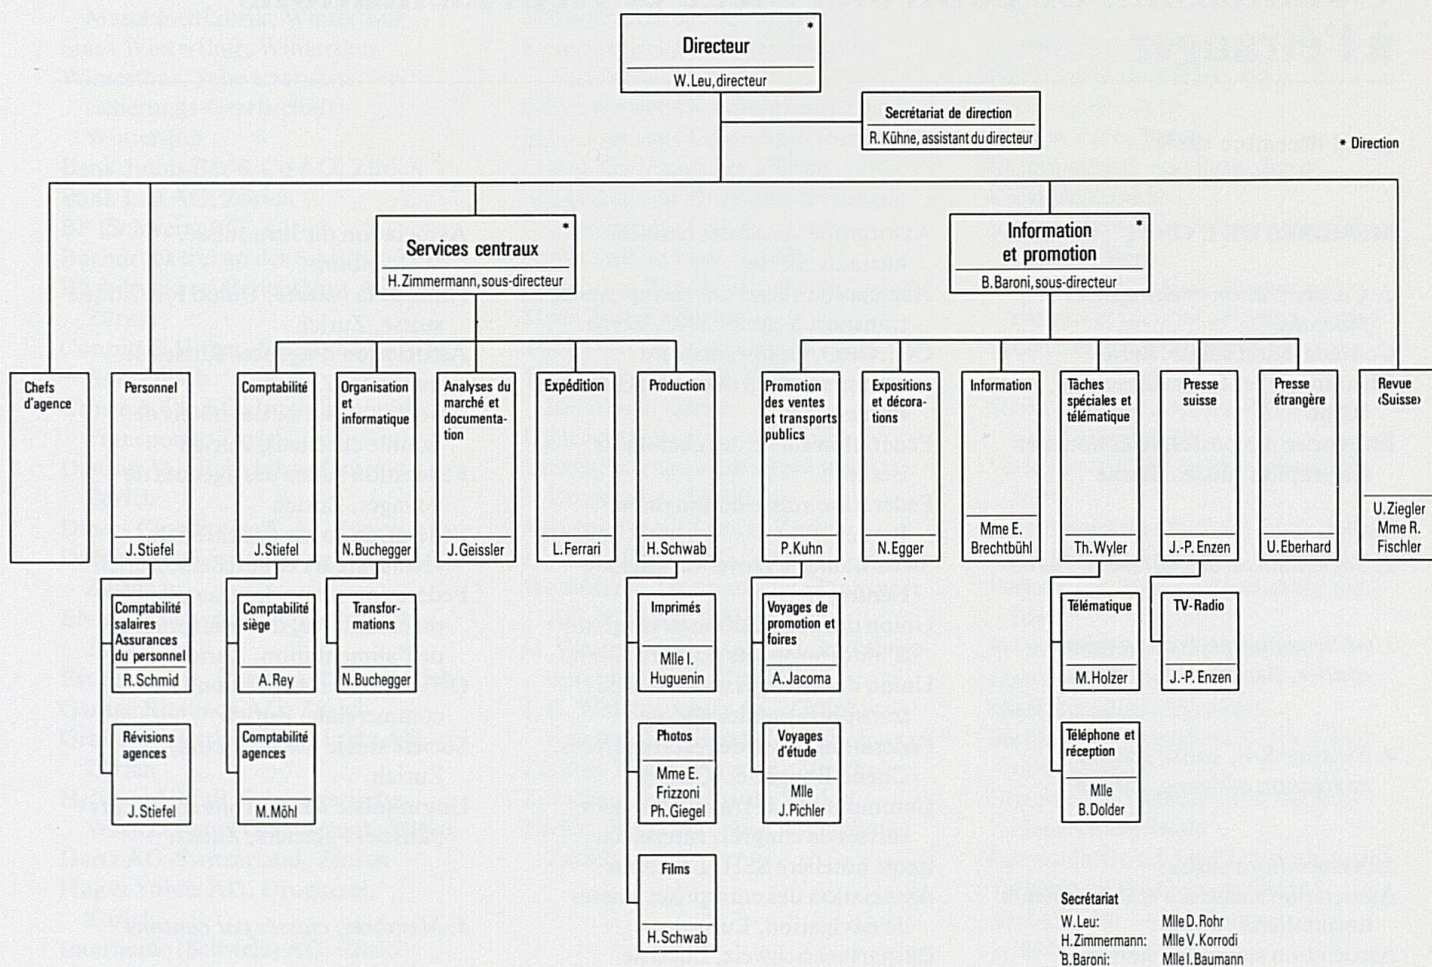 *
Directeur
W. Leu, directeur
Secrétariat de direction
R. Kühne, assistant du directeur
* Direction
*
Services centraux
H. Zimmermann, sous-directeur
*
Information
et promotion
B. Baroni, sous-directeur
Chefs
d'agence
Personnel
J. Stiefel
Comptabilité
J. Stiefel
Organisation
et
informatique
N. Buchegger
Analyses du
marché et
documenta-
tion
J. Geissler
Expédition
L. Ferrari
Production
H. Schwab
Promotion
des ventes
et transports
publics
P. Kuhn
Expositions
et décora-
tions
N. Egger
Information
Mme E.
Brechtbühl
Tâches
spéciales et
télématique
Th. Wyler
Presse
suisse
J.-P. Enzen
Presse
étrangère
U. Eberhard
Revue
‹Suisse›
U. Ziegler
Mme R.
Fischler
Comptabilité
salaires
Assurances
du personnel
R. Schmid
Comptabilité
siège
A. Rey
Transfor-
mations
N. Buchegger
Imprimés
Mlle I.
Huguenin
Voyages de
promotion et
foires
A. Jacoma
Télématique
M. Holzer
TV-Radio
J.-P. Enzen
Révisions
agences
J. Stiefel
Comptabilité
agences
M. Möhl
Photos
Mme E.
Frizzoni
Ph. Giegel
Voyages
d'étude
Mlle
J. Pichler
Téléphone et
réception
Mlle
B. Dolder
Films
H. Schwab
Secrétariat
W. Leu: Mlle D. Rohr
H. Zimmermann: Mlle V. Korrodi
B. Baroni: Mlle I. Baumann